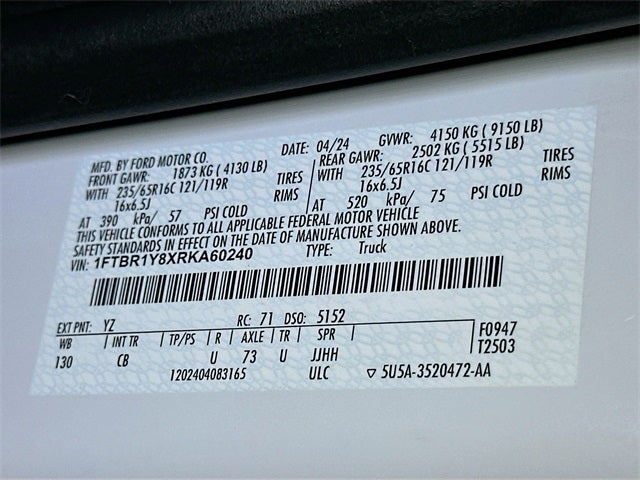 MFD. BY FORD MOTOR CO. DATE: 04/24 GVWR: 4150 KG ( 9150 LB)
FRONT GAWR: 1873 KG ( 4130 LB) REAR GAWR: 2502 KG ( 5515 LB)
WITH 235/65R16C 121/119R TIRES WITH 235/65R16C 121/119R TIRES
16x6.5J RIMS 16x6.5J RIMS
AT 390 kPa/ 57 PSI COLD AT 520 kPa/ 75 PSI COLD
THIS VEHICLE CONFORMS TO ALL APPLICABLE FEDERAL MOTOR VEHICLE
SAFETY STANDARDS IN EFFECT ON THE DATE OF MANUFACTURE SHOWN ABOVE.
VIN: 1FTBR1Y8XRKA60240 TYPE: Truck
EXT PNT: YZ RC: 71 DSO: 5152
WB INT TR TP/PS R AXLE TR SPR F0947
130 CB U 73 U JJHH T2503
1202404083165 ULC ▽ 5U5A-3520472-AA